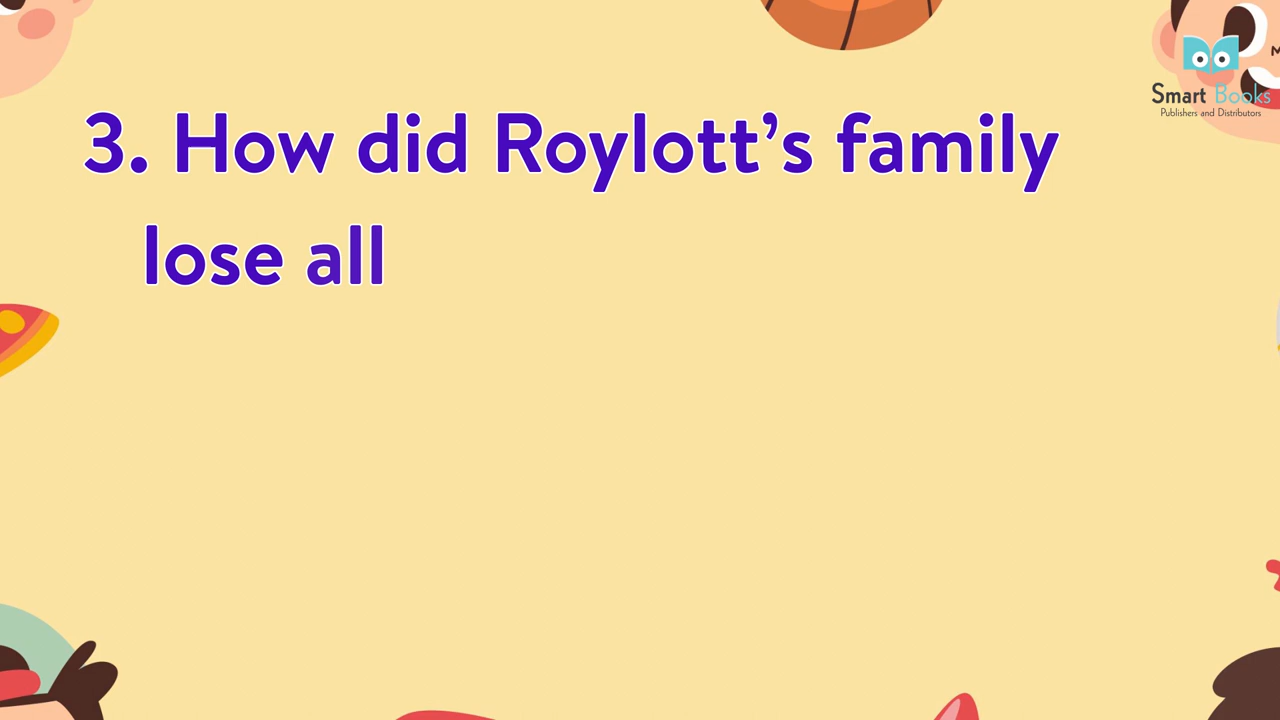 Smart Books
Publishers and Distributors
3. How did Roylott's family
lose all